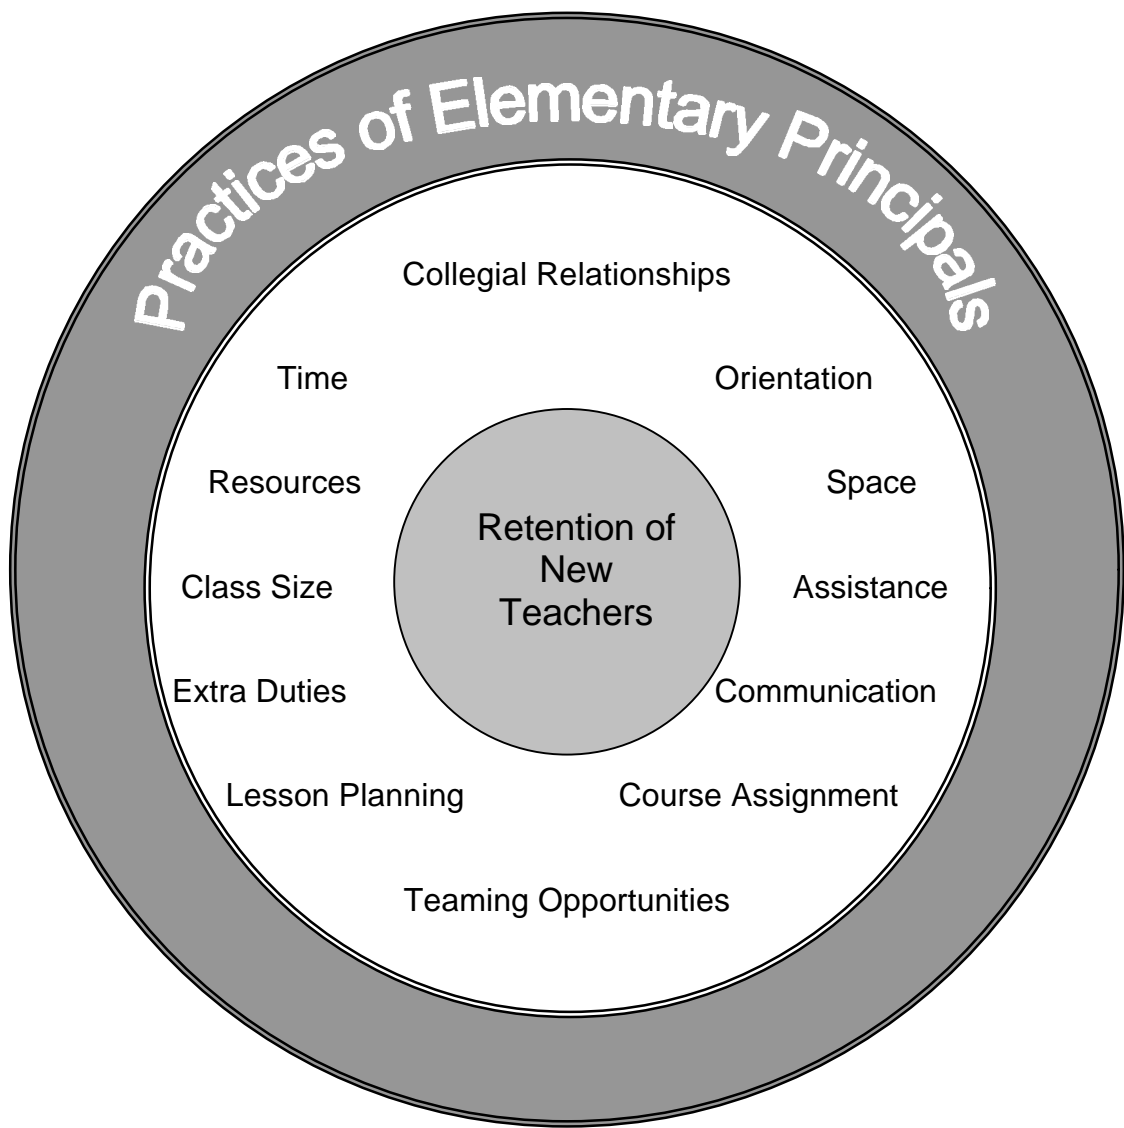 Practices of Elementary Principals
Collegial Relationships
Time
Orientation
Resources
Space
Retention of
New
Teachers
Class Size
Assistance
Extra Duties
Communication
Lesson Planning
Course Assignment
Teaming Opportunities